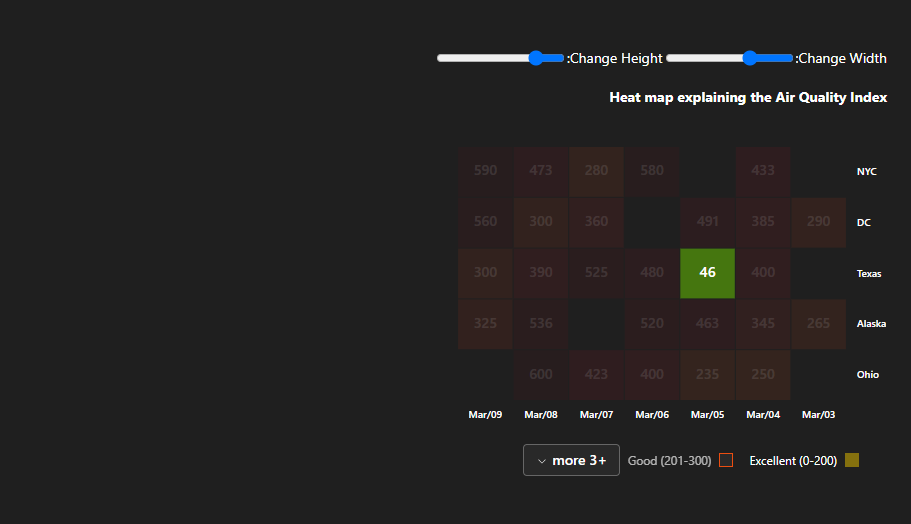 :Change Height :Change Width
Heat map explaining the Air Quality Index
590 473 280 580 433 NYC
560 300 360 491 385 290 DC
300 390 525 480 46 400 Texas
325 536 520 463 345 265 Alaska
600 423 400 235 250 Ohio
Mar/09 Mar/08 Mar/07 Mar/06 Mar/05 Mar/04 Mar/03
more 3+ Good (201-300) Excellent (0-200)